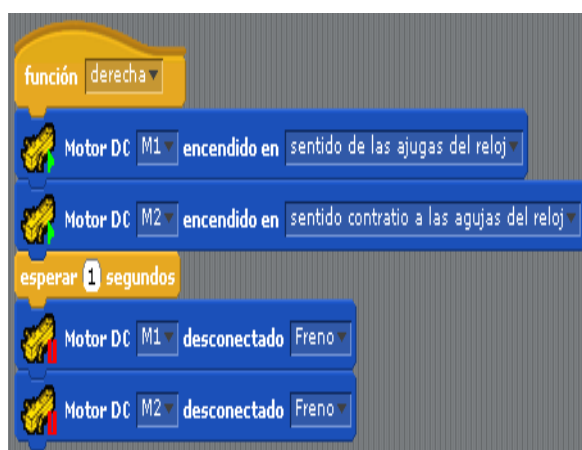 función derecha
Motor DC M1 encendido en sentido de las ajugas del reloj
Motor DC M2 encendido en sentido contratio a las agujas del reloj
esperar 1 segundos
Motor DC M1 desconectado Freno
Motor DC M2 desconectado Freno